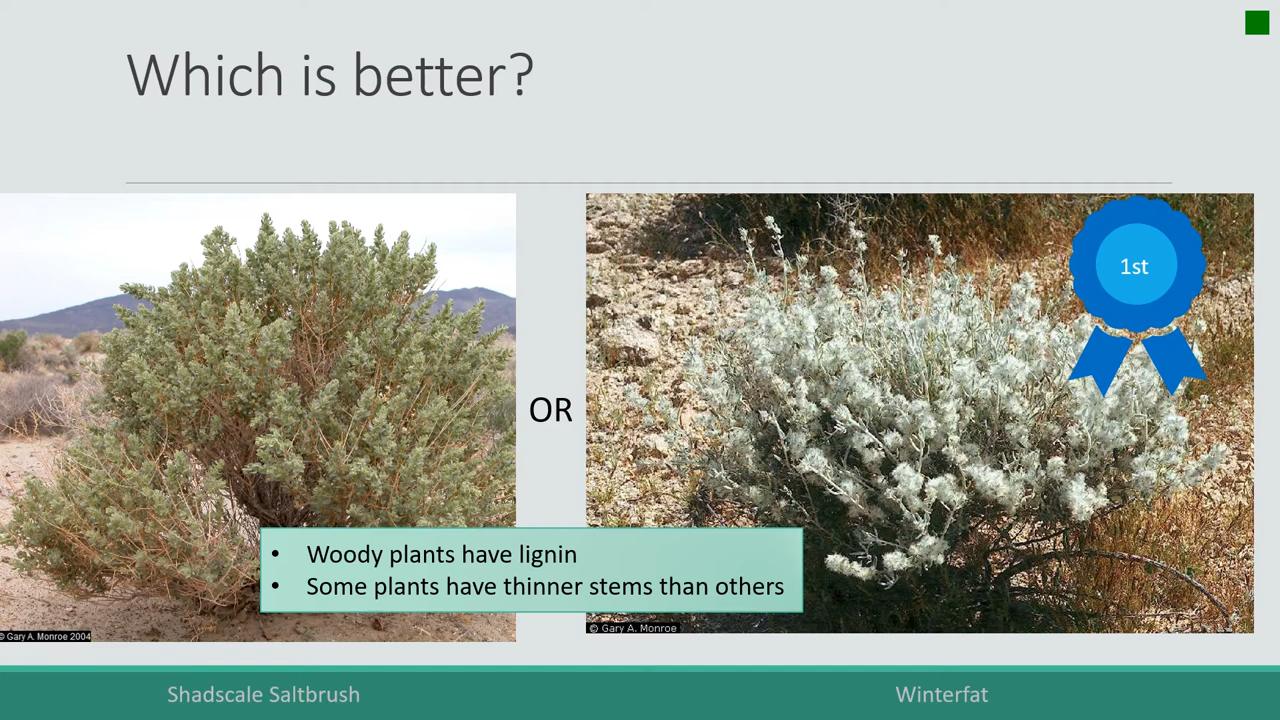 Which is better?
1st
OR
• Woody plants have lignin
• Some plants have thinner stems than others
© Gary A. Monroe 2004
© Gary A. Monroe
Shadscale Saltbrush
Winterfat